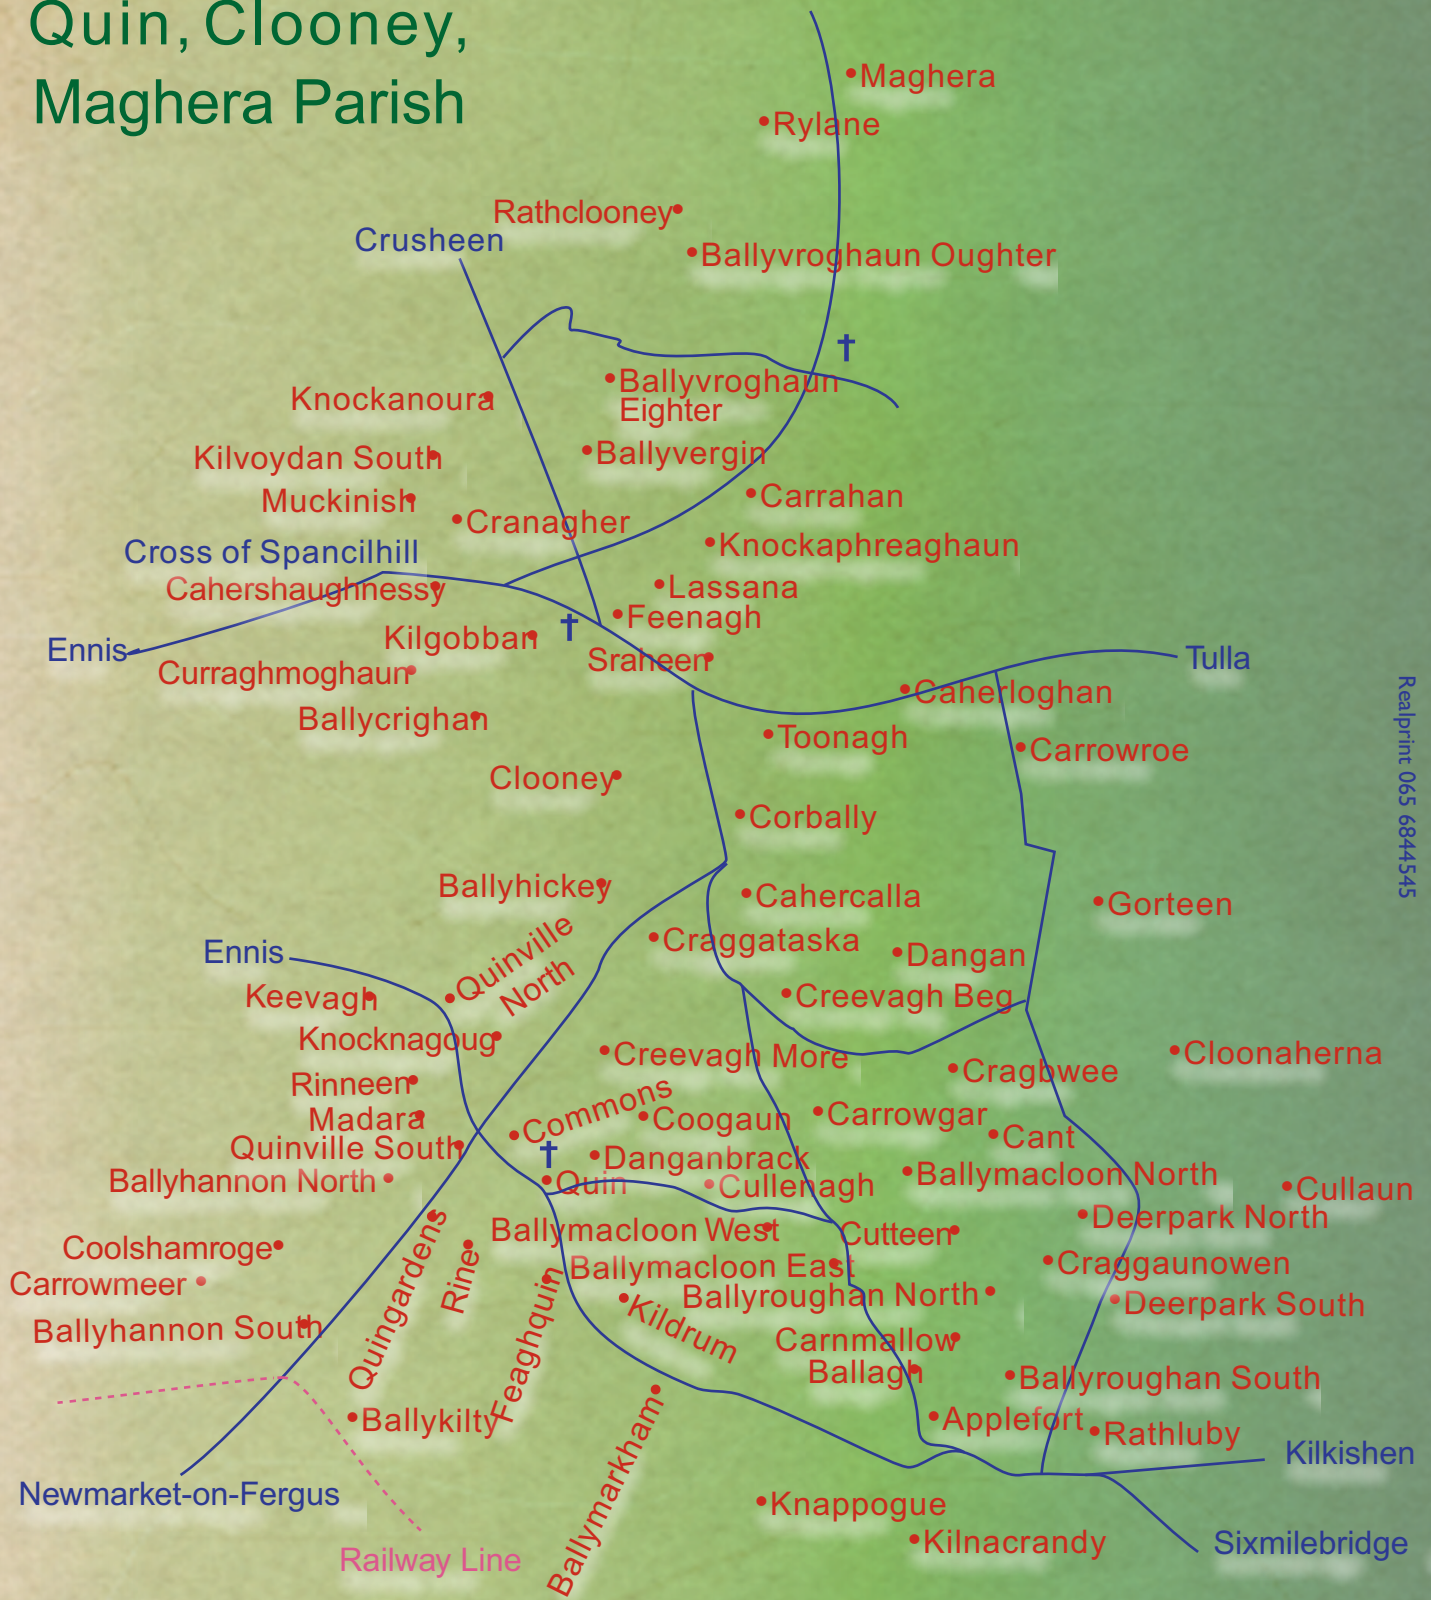 Quin, Clooney,
Maghera Parish
Maghera
Rylane
Rathclooney
Crusheen
Ballyvroghaun Oughter
Knockanoura
Ballyvroghaun
Eighter
Kilvoydan South
Ballyvergin
Muckinish
Carrahan
Cranagher
Cross of Spancilhill
Knockaphreaghaun
Cahershaughnessy
Lassana
Feenagh
Kilgobban
Ennis
Sraheen
Tulla
Curraghmoghaun
Caherloghan
Ballycrighan
Toonagh
Carrowroe
Clooney
Realprint 065 6844545
Corbally
Ballyhickey
Cahercalla
Gorteen
Craggataska
Ennis
Quinville
North
Dangan
Keevagh
Creevagh Beg
Knocknagoug
Creevagh More
Cloonaherna
Rinneen
Cragbwee
Madara
Commons
Coogaun
Carrowgar
Quinville South
Cant
Danganbrack
Ballyhannon North
Quin
Cullenagh
Ballymacloon North
Cullaun
Deerpark North
Ballymacloon West
Cutteen
Coolshamroge
Ballymacloon East
Craggaunowen
Carrowmeer
Quingardens
Rine
Feaghquin
Kildrum
Ballyroughan North
Deerpark South
Ballyhannon South
Carnmallow
Ballagh
Ballyroughan South
Ballykilty
Ballymarkham
Applefort
Rathluby
Kilkishen
Newmarket-on-Fergus
Knappogue
Kilnacrandy
Sixmilebridge
Railway Line